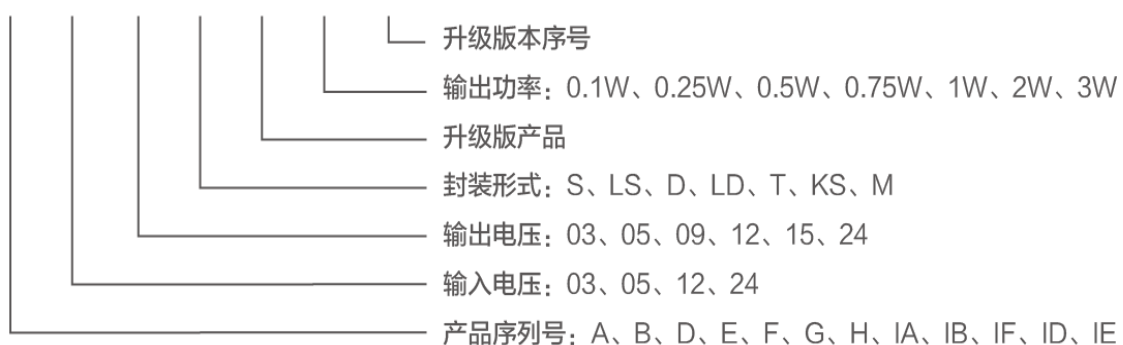 升级版本序号
输出功率：0.1W、0.25W、0.5W、0.75W、1W、2W、3W
升级版产品
封装形式：S、LS、D、LD、T、KS、M
输出电压：03、05、09、12、15、24
输入电压：03、05、12、24
产品序列号：A、B、D、E、F、G、H、IA、IB、IF、ID、IE